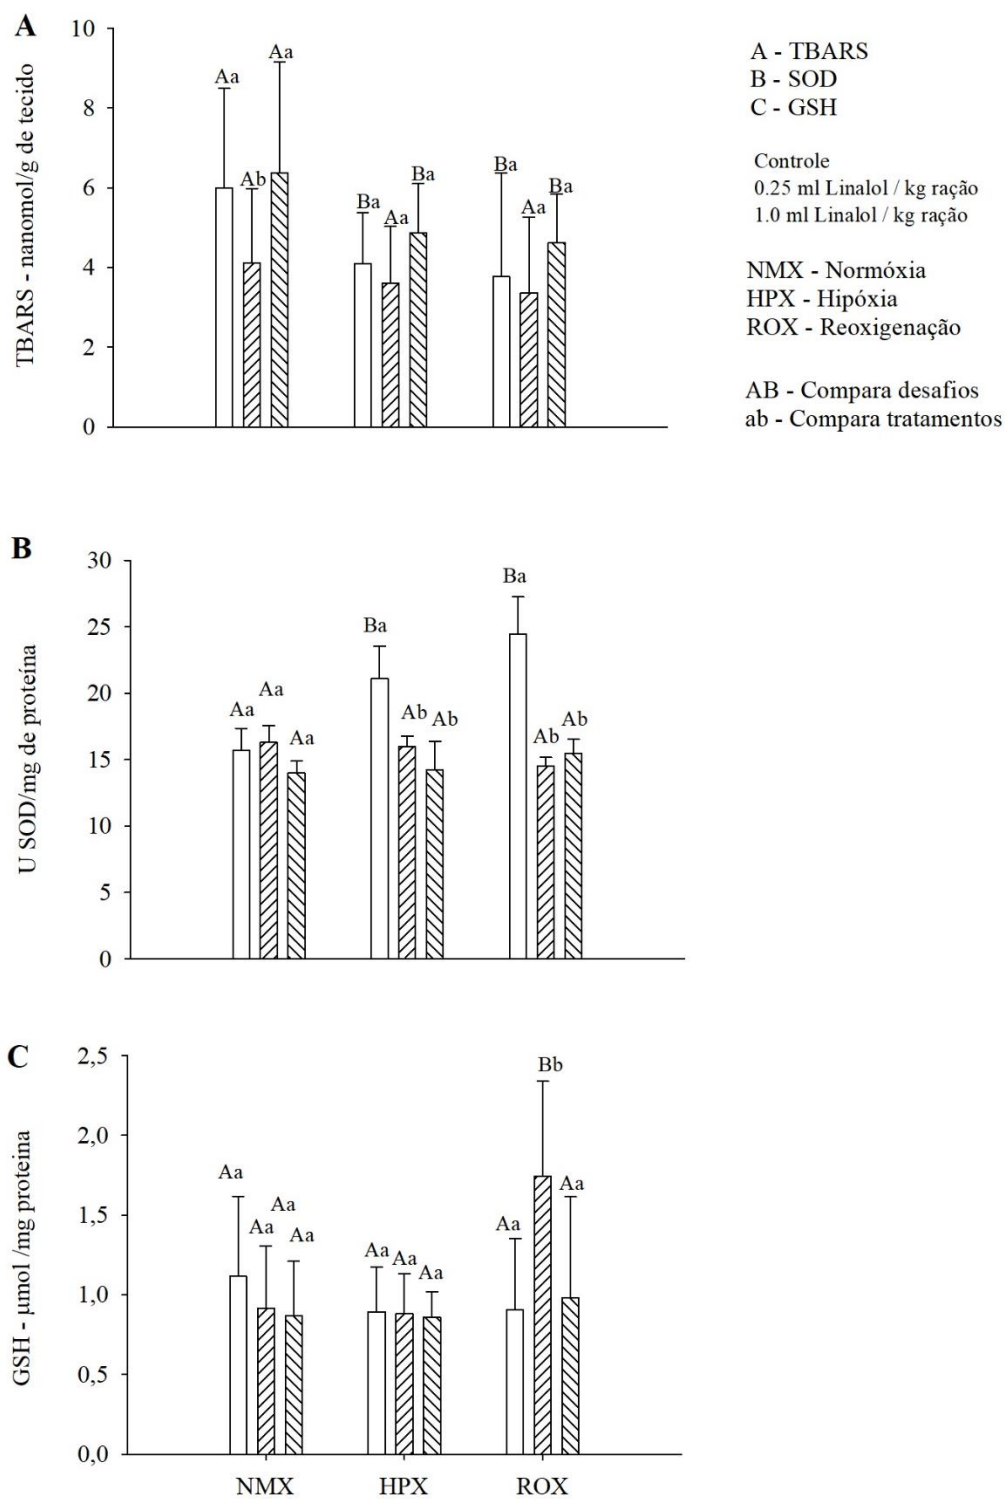 A
TBARS - nanomol/g de tecido
10
8
6
4
2
0
Aa
Ab
Aa
Ba
Aa
Ba
Ba
Aa
Ba
A - TBARS
B - SOD
C - GSH
Controle
0.25 ml Linalol / kg ração
1.0 ml Linalol / kg ração
NMX - Normóxia
HPX - Hipóxia
ROX - Reoxigenação
AB - Compara desafios
ab - Compara tratamentos
B
U SOD/mg de proteína
30
25
20
15
10
5
0
Aa
Aa
Aa
Ba
Ab
Ab
Ba
Ab
Ab
C
GSH - μmol /mg proteina
2,5
2,0
1,5
1,0
0,5
0,0
Aa
Aa
Aa
Aa
Aa
Aa
Aa
Aa
Bb
Aa
NMX
HPX
ROX